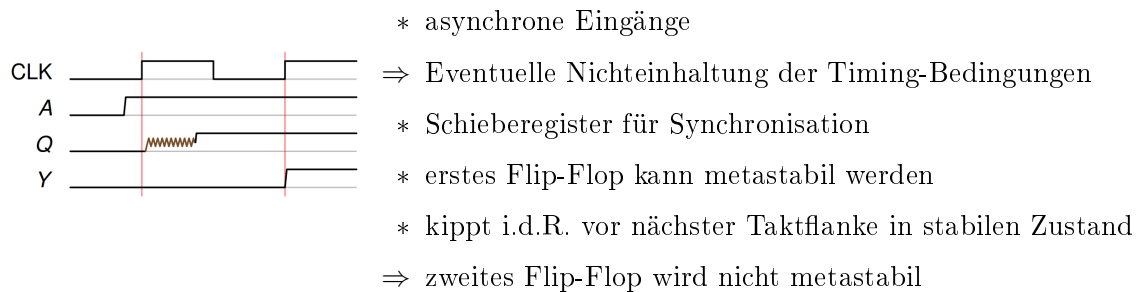 CLK
A
Q
Y
* asynchrone Eingänge
⇒ Eventuelle Nichteinhaltung der Timing-Bedingungen
* Schieberegister für Synchronisation
* erstes Flip-Flop kann metastabil werden
* kippt i.d.R. vor nächster Taktflanke in stabilen Zustand
⇒ zweites Flip-Flop wird nicht metastabil